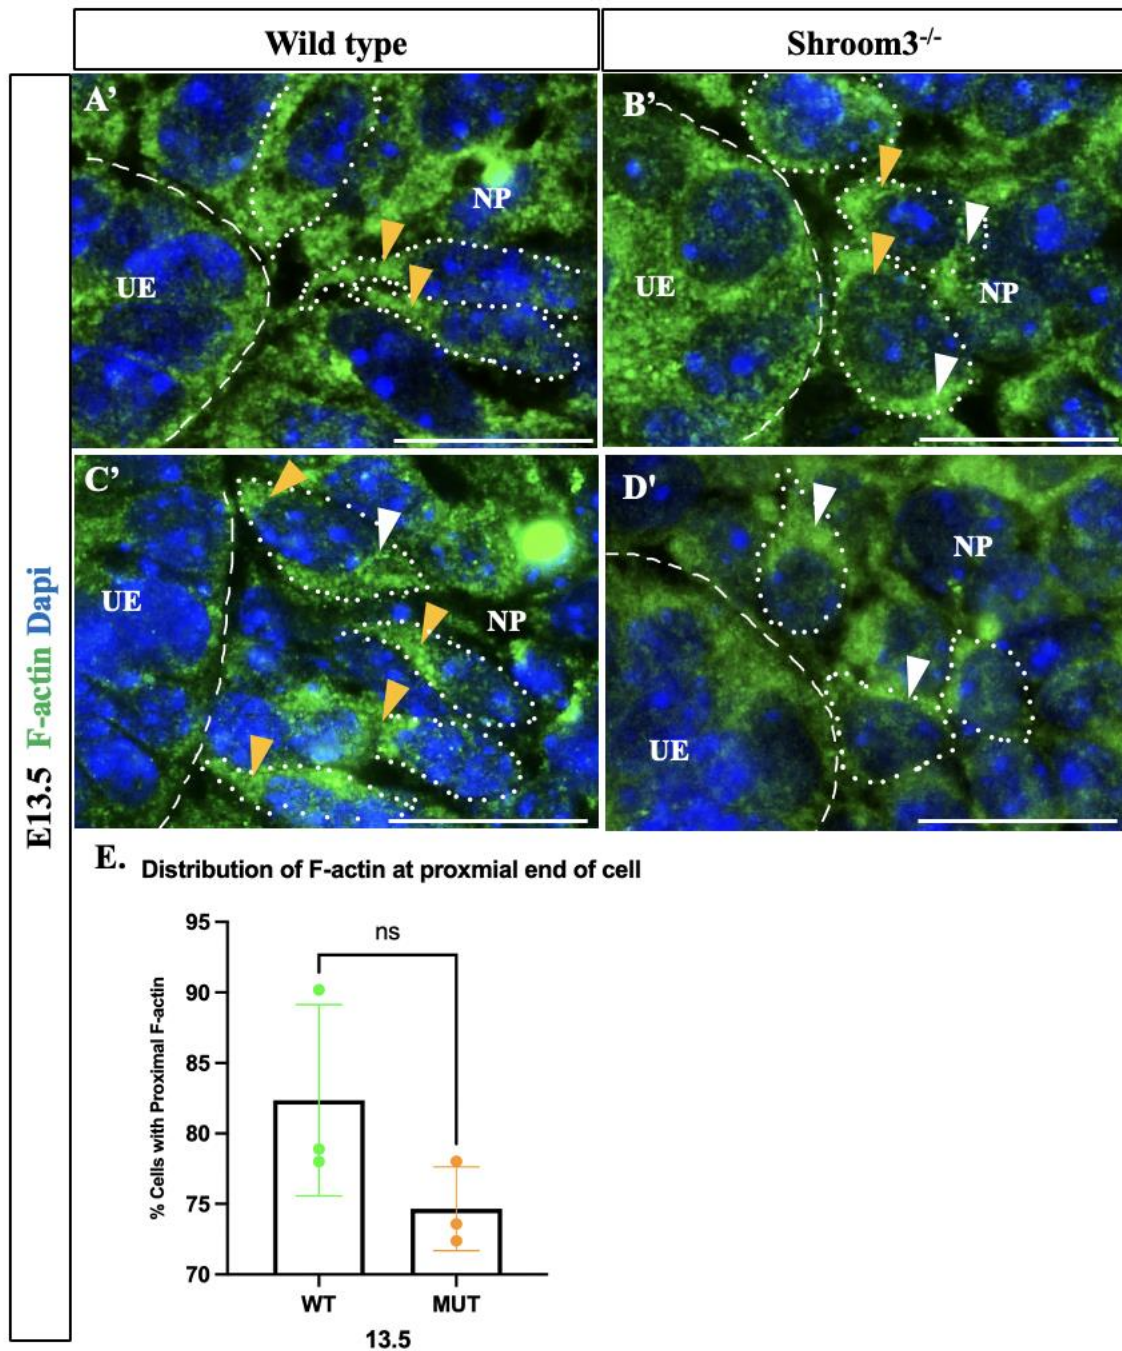 Wild type
Shroom3-/-
E13.5 F-actin Dapi
A’
NP
UE
B’
UE
NP
C’
UE
NP
D'
NP
UE
E. Distribution of F-actin at proxmial end of cell
% Cells with Proximal F-actin
95
90
85
80
75
70
ns
WT
MUT
13.5